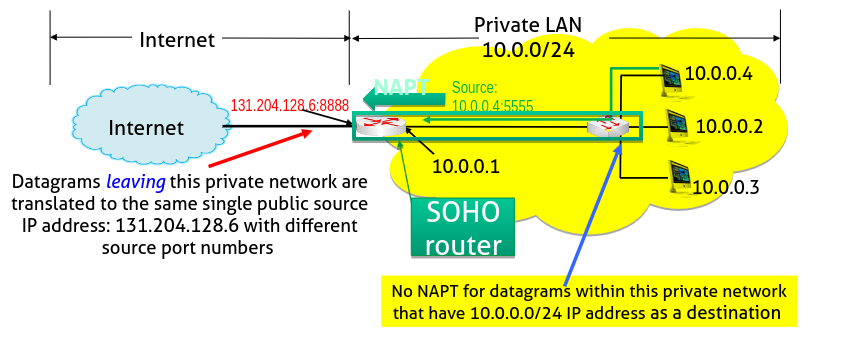 Internet
Private LAN
10.0.0/24
NAPT
Source:
10.0.0.4:5555
131.204.128.6:8888
10.0.0.4
Internet
10.0.0.2
10.0.0.1
10.0.0.3
Datagrams leaving this private network are
translated to the same single public source
IP address: 131.204.128.6 with different
source port numbers
SOHO
router
No NAPT for datagrams within this private network
that have 10.0.0.0/24 IP address as a destination